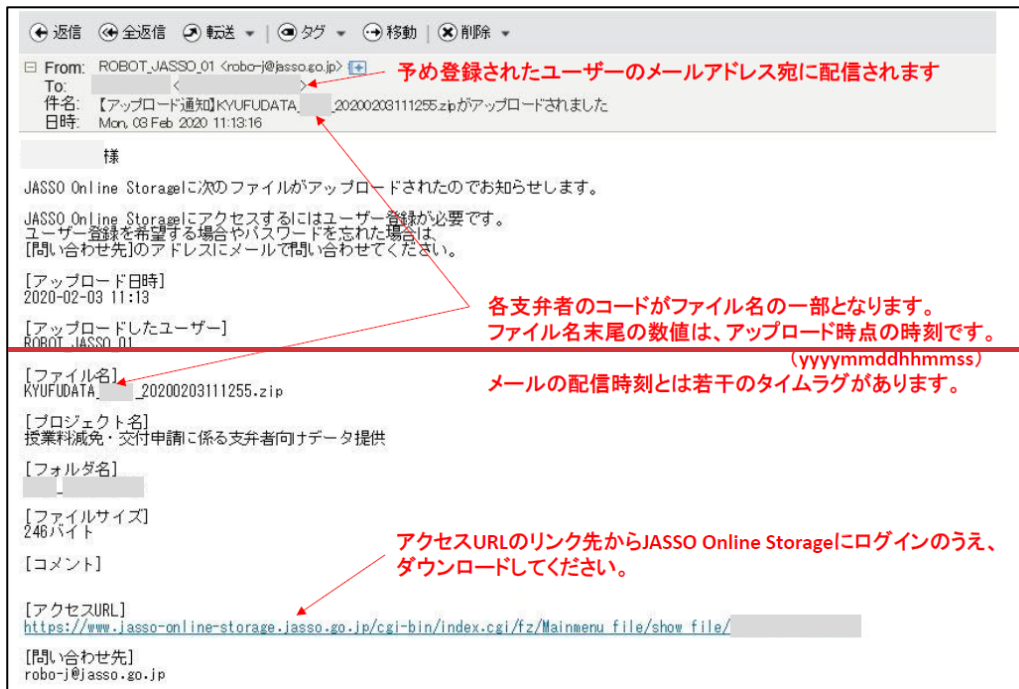 返信 全返信 転送 タグ 移動 削除
From: ROBOT_JASSO_01 <robo-j@jasso.go.jp>
予め登録されたユーザーのメールアドレス宛に配信されます
To: < >
件名: 【アップロード通知】KYUFUDATA_ _20200203111255.zipがアップロードされました
日時: Mon, 03 Feb 2020 11:13:16
様
JASSO Online Storageに次のファイルがアップロードされたのでお知らせします。
JASSO Online Storageにアクセスするにはユーザー登録が必要です。
ユーザー登録を希望する場合やパスワードを忘れた場合は、
[問い合わせ先]のアドレスにメールで問い合わせてください。
[アップロード日時]
2020-02-03 11:13
各支弁者のコードがファイル名の一部となります。
ファイル名末尾の数値は、アップロード時点の時刻です。
(yyyymmddhhmmss)
メールの配信時刻とは若干のタイムラグがあります。
[アップロードしたユーザー]
ROBOT_JASSO_01
[ファイル名]
KYUFUDATA_ _20200203111255.zip
[プロジェクト名]
授業料減免・交付申請に係る支弁者向けデータ提供
[フォルダ名]
_
[ファイルサイズ]
246バイト
アクセスURLのリンク先からJASSO Online Storageにログインのうえ、
ダウンロードしてください。
[コメント]
[アクセスURL]
https://www.jasso-online-storage.jasso.go.jp/cgi-bin/index.cgi/fz/Mainmenu_file/show_file/
[問い合わせ先]
robo-j@jasso.go.jp